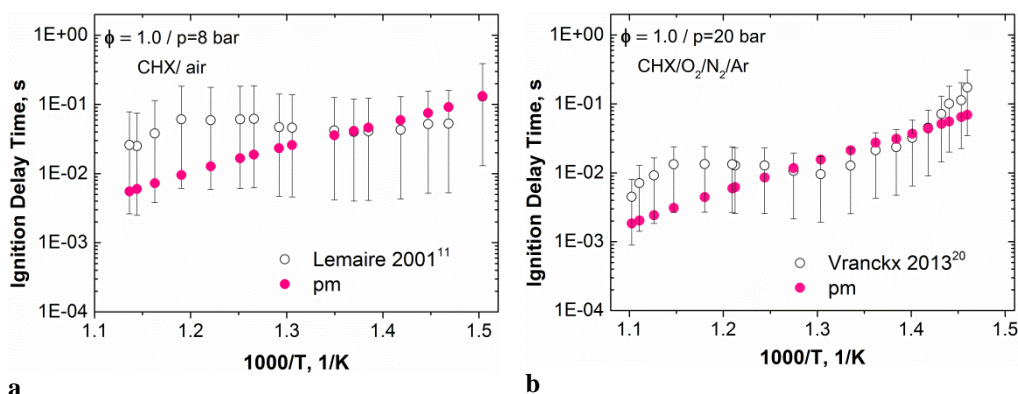 1E+00
ϕ = 1.0 / p=8 bar
CHX/ air
1E-01
1E-02
1E-03
1E-04
Ignition Delay Time, s
Lemaire 2001¹¹
pm
1.1 1.2 1.3 1.4 1.5
1000/T, 1/K
a
1E+00
ϕ = 1.0 / p=20 bar
CHX/O₂/N₂/Ar
1E-01
1E-02
1E-03
1E-04
Ignition Delay Time, s
Vranckx 2013²⁰
pm
1.1 1.2 1.3 1.4 1.5
1000/T, 1/K
b